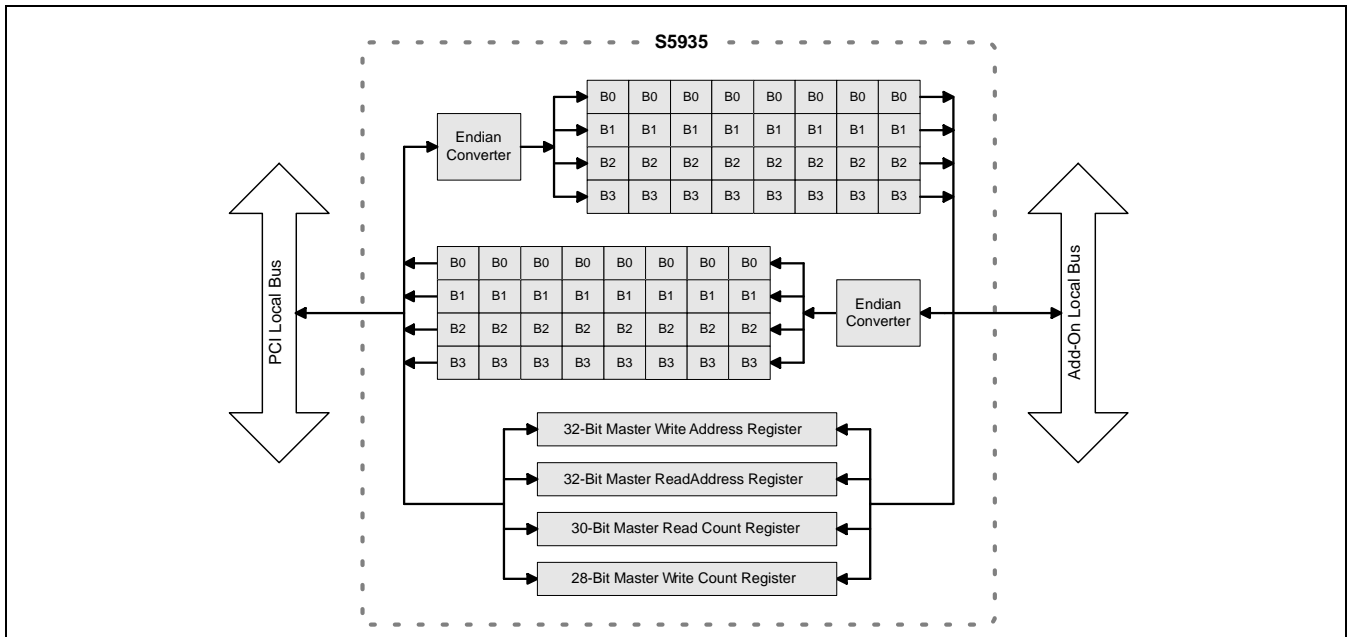 S5935
B0 B0 B0 B0 B0 B0 B0 B0
Endian
Converter
B1 B1 B1 B1 B1 B1 B1 B1
B2 B2 B2 B2 B2 B2 B2 B2
B3 B3 B3 B3 B3 B3 B3 B3
PCI Local Bus
B0 B0 B0 B0 B0 B0 B0 B0
B1 B1 B1 B1 B1 B1 B1 B1
B2 B2 B2 B2 B2 B2 B2 B2
B3 B3 B3 B3 B3 B3 B3 B3
Endian
Converter
Add-On Local Bus
32-Bit Master Write Address Register
32-Bit Master ReadAddress Register
30-Bit Master Read Count Register
28-Bit Master Write Count Register